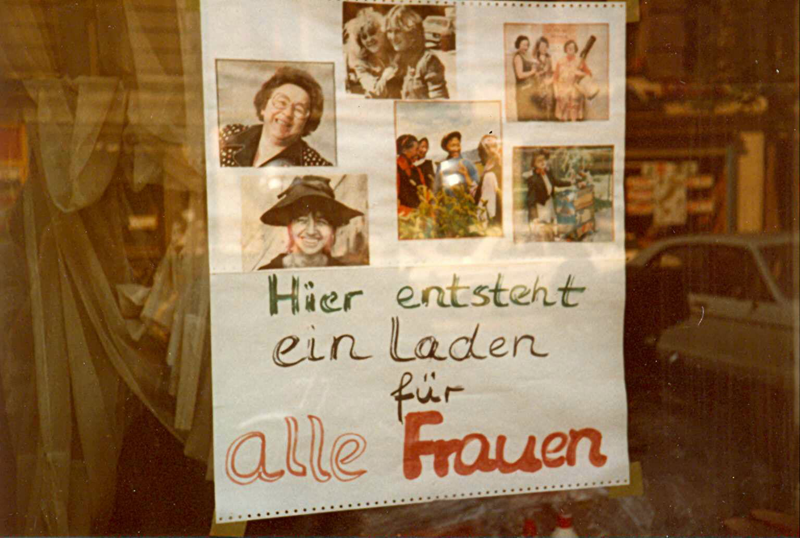 Hier entsteht
ein Laden
für
alle Frauen